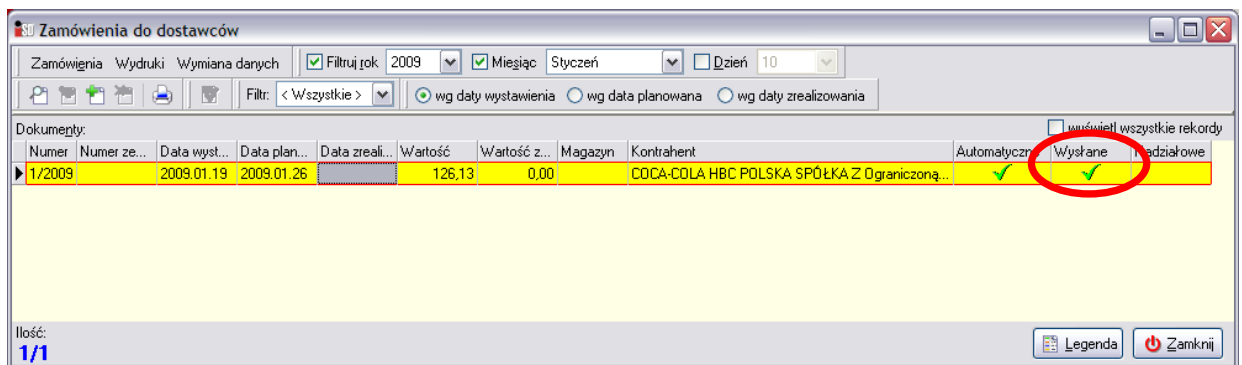 Zamówienia do dostawców
Zamówienia Wydruki Wymiana danych Filtruj rok 2009 Miesiąc Styczeń Dzień 10
Filtr: < Wszystkie > wg daty wystawienia wg data planowana wg daty zrealizowania
Dokumenty: wyświetl wszystkie rekordy
Numer Numer ze... Data wyst... Data plan... Data zreali... Wartość Wartość z... Magazyn Kontrahent Automatyczn Wysłane Nadziałowe
1/2009 2009.01.19 2009.01.26 126,13 0,00 COCA-COLA HBC POLSKA SPÓŁKA Z Ograniczoną...
Ilość:
1/1 Legenda Zamknij